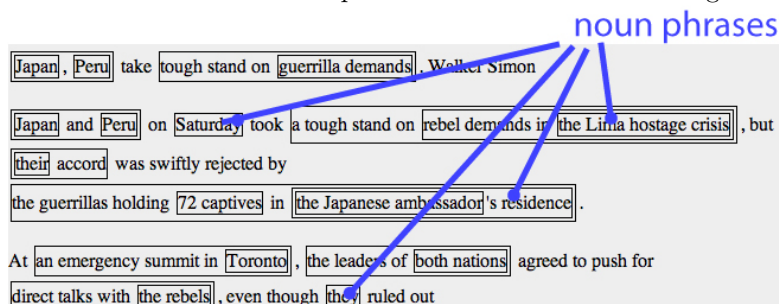 noun phrases
Japan, Peru take tough stand on guerrilla demands. Walker Simon
Japan and Peru on Saturday took a tough stand on rebel demands in the Lima hostage crisis, but
their accord was swiftly rejected by
the guerrillas holding 72 captives in the Japanese ambassador's residence.
At an emergency summit in Toronto, the leaders of both nations agreed to push for
direct talks with the rebels, even though they ruled out